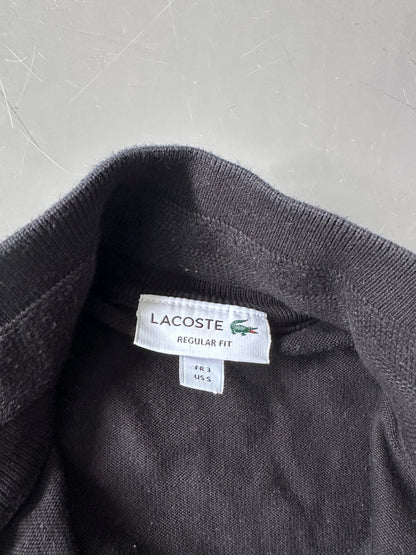 LACOSTE
REGULAR FIT
FR 3
US S